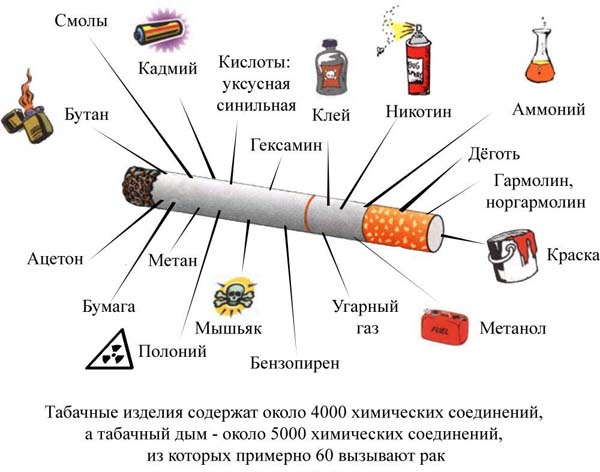 Смолы
Кадмий
Кислоты:
уксусная
синильная
Клей
Никотин
Аммоний
Бутан
Гексамин
Дёготь
Гармолин,
норгармолин
Ацетон
Метан
Краска
Бумага
Мышьяк
Угарный
газ
FUEL
Метанол
Полоний
Бензопирен
Табачные изделия содержат около 4000 химических соединений,
а табачный дым - около 5000 химических соединений,
из которых примерно 60 вызывают рак